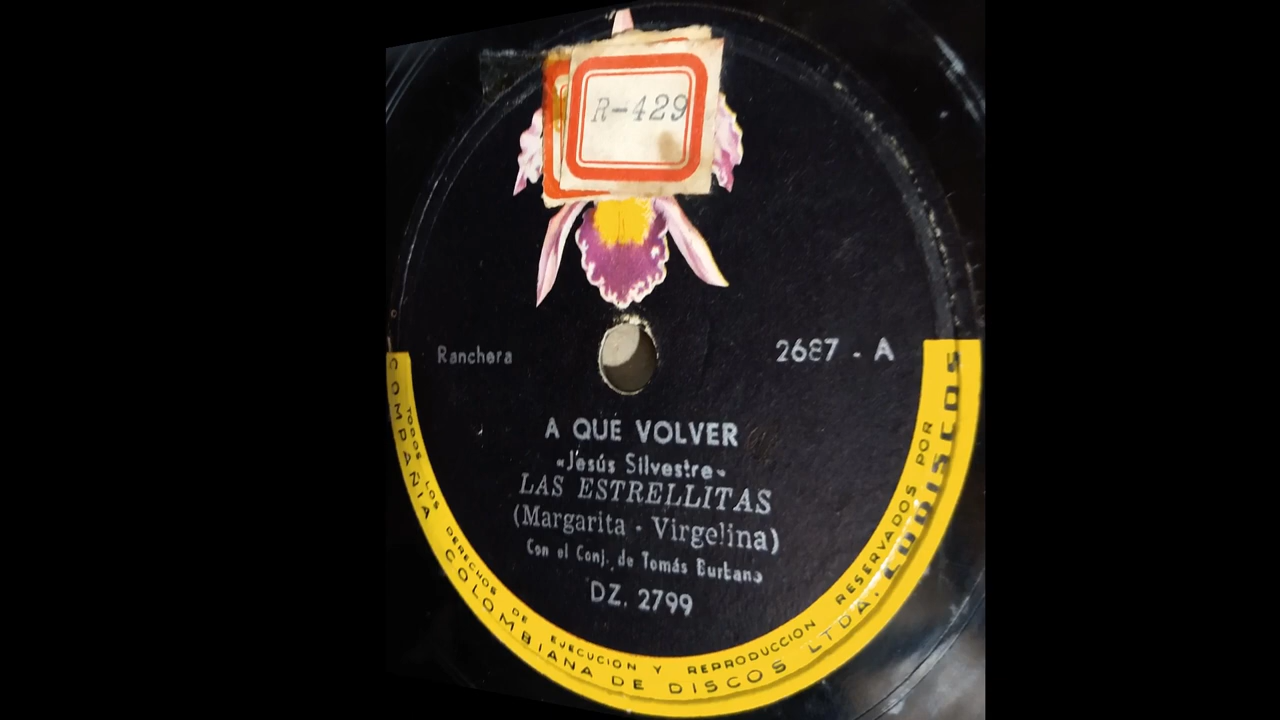 R-429
Ranchera
2687 - A
A QUE VOLVER
«Jesús Silvestre»
LAS ESTRELLITAS
(Margarita - Virgelina)
Con el Conj. de Tomás Burbano
DZ. 2799
TODOS LOS DERECHOS DE EJECUCION Y REPRODUCCION RESERVADOS POR
COMPAÑIA COLOMBIANA DE DISCOS LTDA. CODISCOS